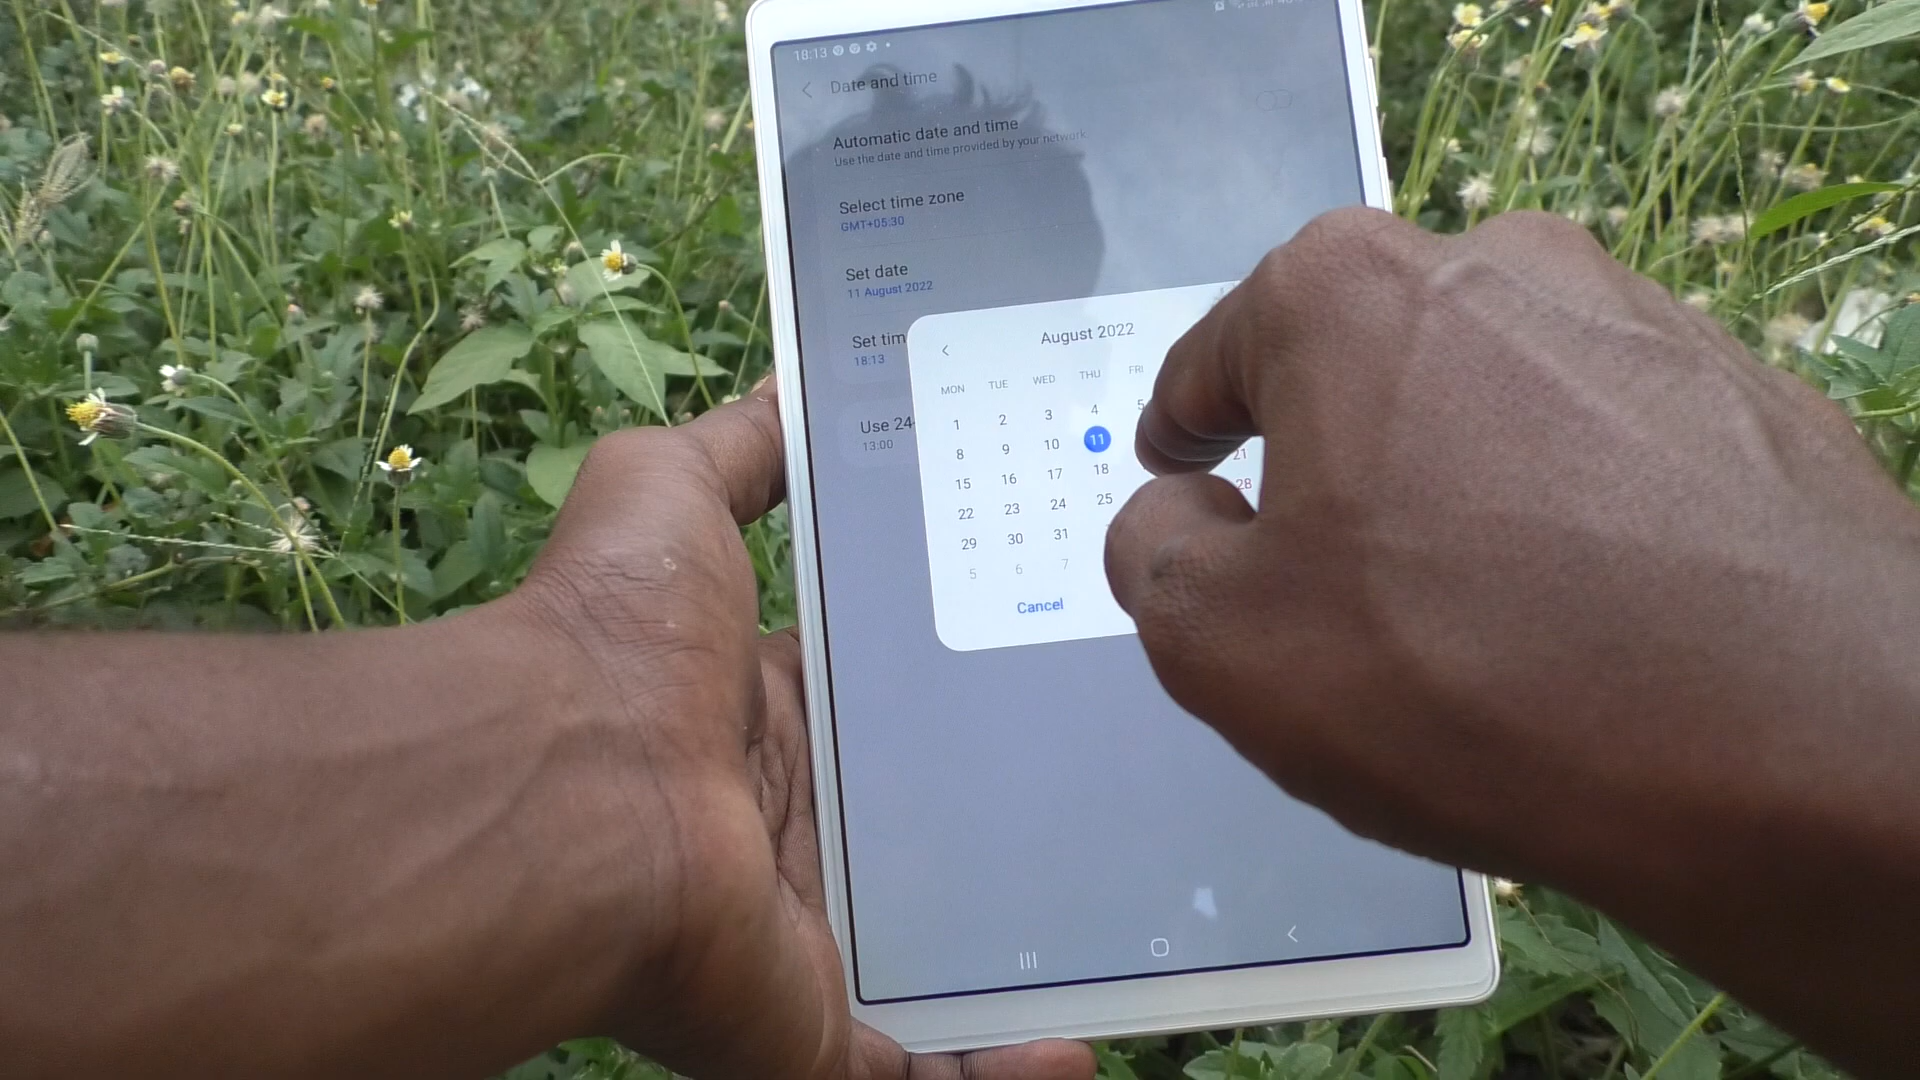 18:13
Date and time
Automatic date and time
Use the date and time provided by your network.
Select time zone
GMT+05:30
Set date
11 August 2022
Set tim
18:13
Use 24-
13:00
August 2022
MON TUE WED THU FRI
1 2 3 4 5
8 9 10 11
15 16 17 18 21
22 23 24 25 28
29 30 31
5 6 7
Cancel